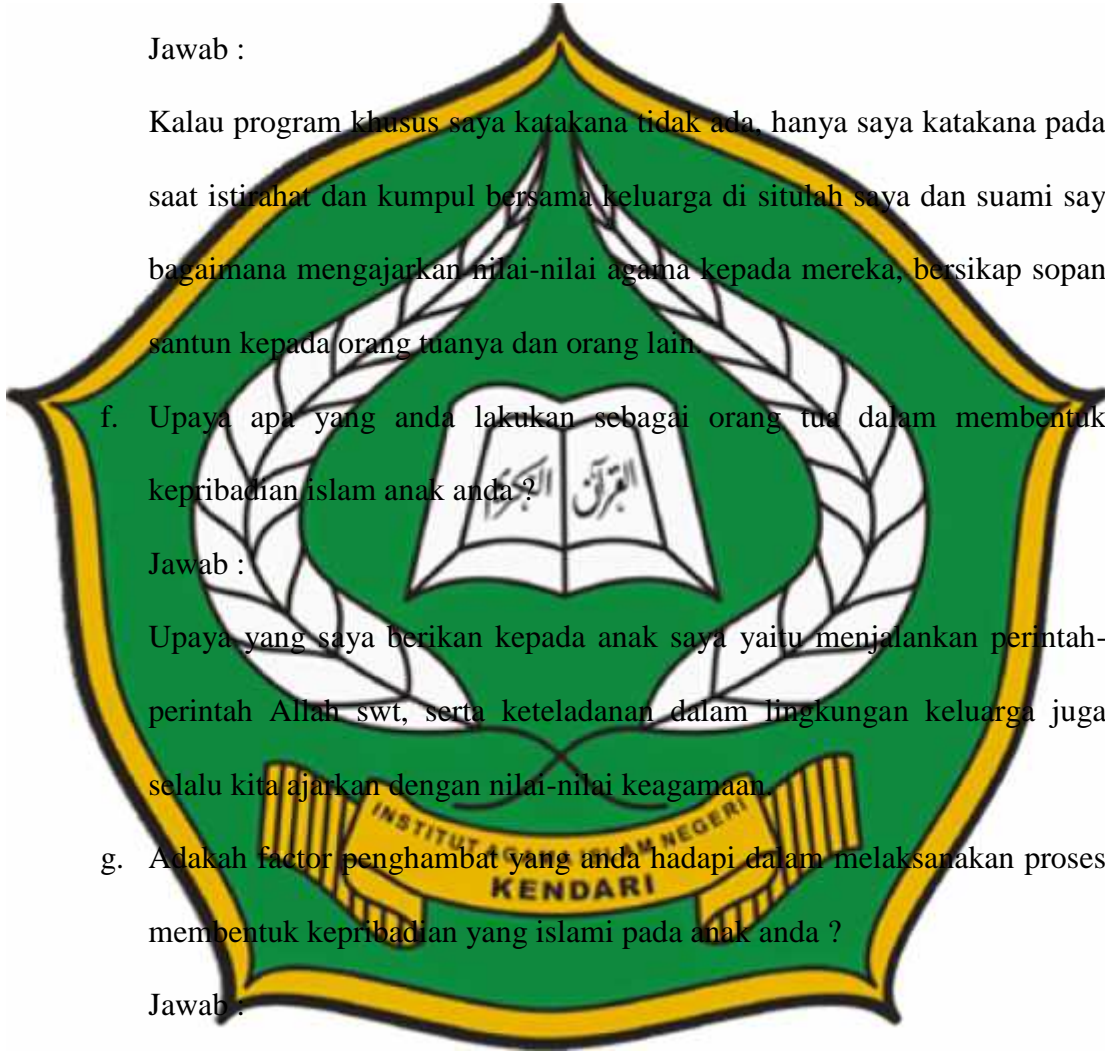 Jawab :
Kalau program khusus saya katakana tidak ada, hanya saya katakana pada
saat istirahat dan kumpul bersama keluarga di situlah saya dan suami say
bagaimana mengajarkan nilai-nilai agama kepada mereka, bersikap sopan
santun kepada orang tuanya dan orang lain.
f. Upaya apa yang anda lakukan sebagai orang tua dalam membentuk
kepribadian islam anak anda ?
القرآن الكريم
Jawab :
Upaya yang saya berikan kepada anak saya yaitu menjalankan perintah-
perintah Allah swt, serta keteladanan dalam lingkungan keluarga juga
selalu kita ajarkan dengan nilai-nilai keagamaan.
INSTITUT AGAMA ISLAM NEGERI
KENDARI
g. Adakah factor penghambat yang anda hadapi dalam melaksanakan proses
membentuk kepribadian yang islami pada anak anda ?
Jawab :